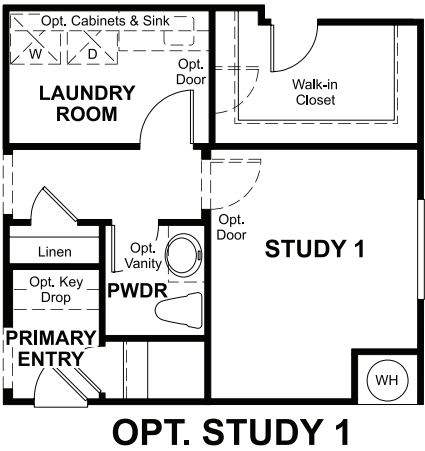 Opt. Cabinets & Sink
W
D
Opt.
Door
LAUNDRY
ROOM
Walk-in
Closet
Opt.
Door
STUDY 1
Linen
Opt.
Vanity
PWDR
Opt. Key
Drop
PRIMARY
ENTRY
WH
OPT. STUDY 1